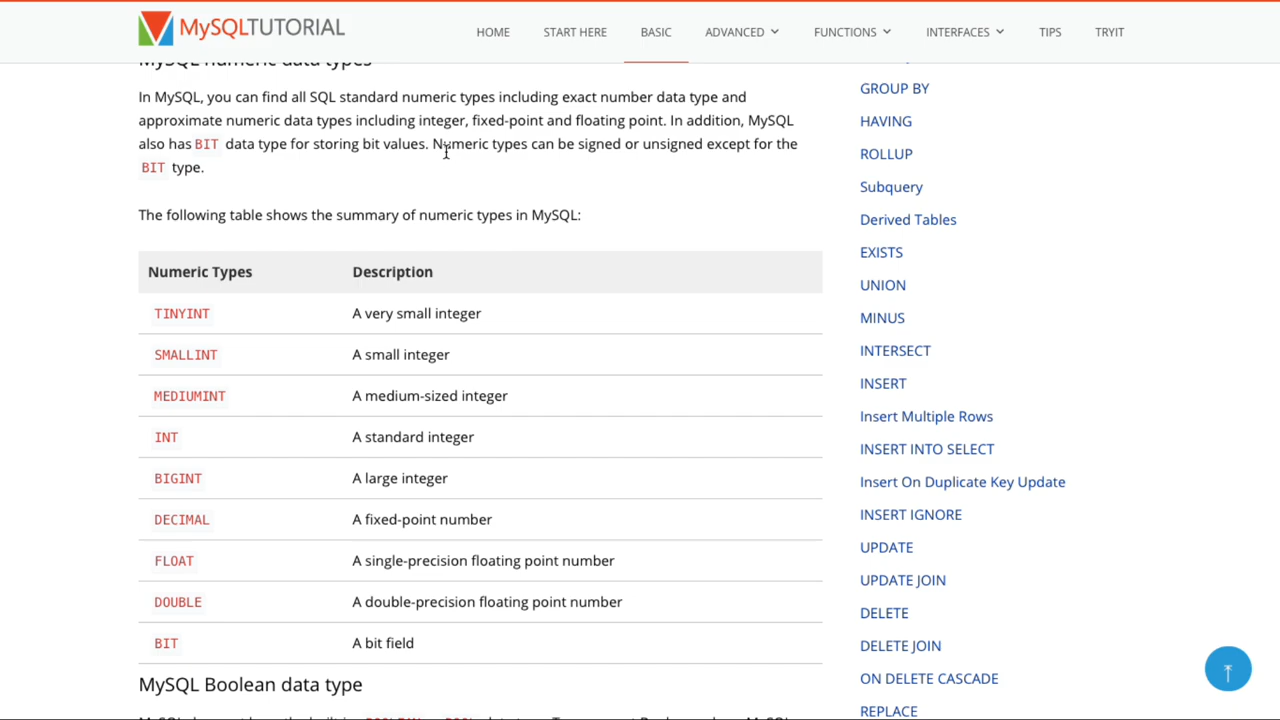 MySQLTUTORIAL
HOME
START HERE
BASIC
ADVANCED
FUNCTIONS
INTERFACES
TIPS
TRYIT
MySQL numeric data types
In MySQL, you can find all SQL standard numeric types including exact number data type and
approximate numeric data types including integer, fixed-point and floating point. In addition, MySQL
also has BIT data type for storing bit values. Numeric types can be signed or unsigned except for the
BIT type.
The following table shows the summary of numeric types in MySQL:
Numeric Types Description
TINYINT A very small integer
SMALLINT A small integer
MEDIUMINT A medium-sized integer
INT A standard integer
BIGINT A large integer
DECIMAL A fixed-point number
FLOAT A single-precision floating point number
DOUBLE A double-precision floating point number
BIT A bit field
MySQL Boolean data type
GROUP BY
HAVING
ROLLUP
Subquery
Derived Tables
EXISTS
UNION
MINUS
INTERSECT
INSERT
Insert Multiple Rows
INSERT INTO SELECT
Insert On Duplicate Key Update
INSERT IGNORE
UPDATE
UPDATE JOIN
DELETE
DELETE JOIN
ON DELETE CASCADE
REPLACE